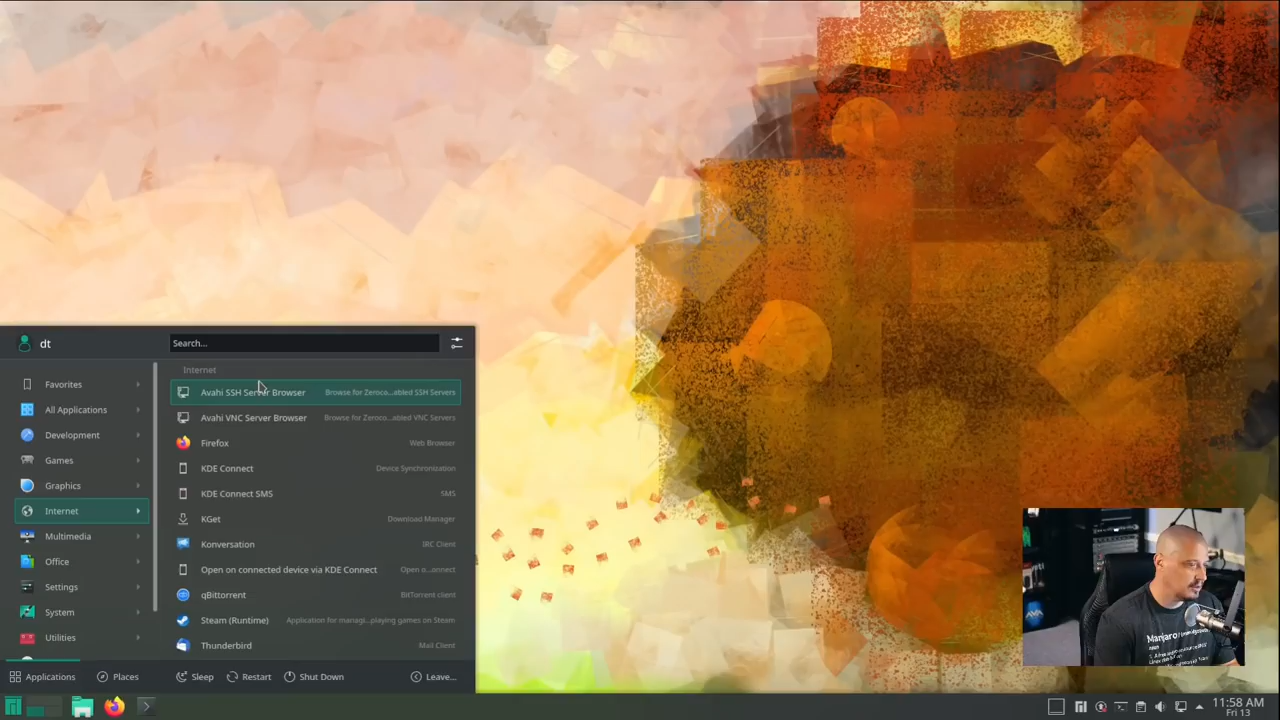 dt
Search...
Favorites
All Applications
Development
Games
Graphics
Internet
Multimedia
Office
Settings
System
Utilities
Internet
Avahi SSH Server Browser Browse for Zeroco...abled SSH Servers
Avahi VNC Server Browser Browse for Zeroco...abled VNC Servers
Firefox Web Browser
KDE Connect Device Synchronization
KDE Connect SMS SMS
KGet Download Manager
Konversation IRC Client
Open on connected device via KDE Connect Open o...onnect
qBittorrent BitTorrent client
Steam (Runtime) Application for managi...playing games on Steam
Thunderbird Mail Client
Applications Places Sleep Restart Shut Down Leave...
Manjaro
11:58 AM
Fri 13